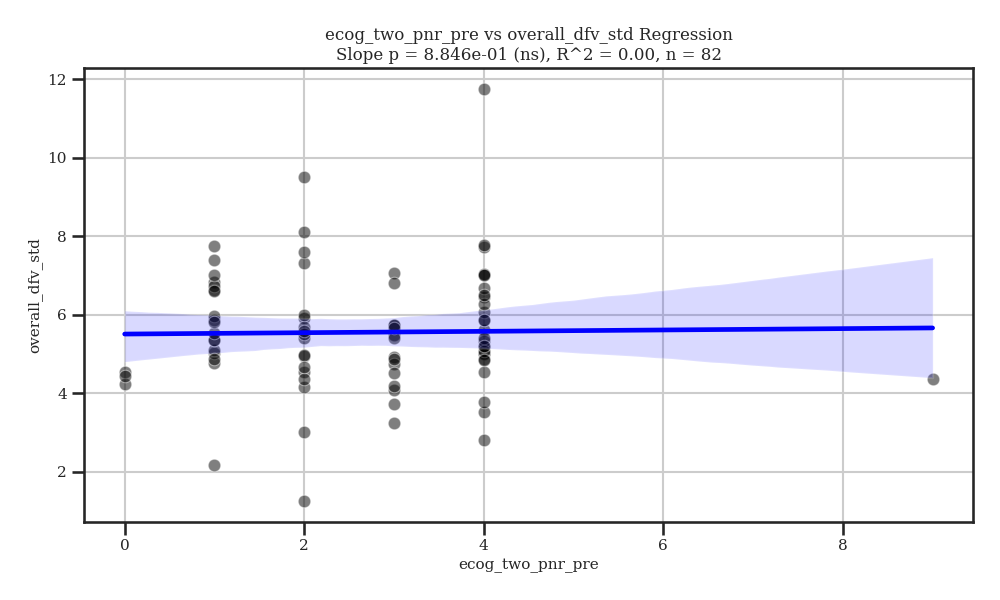 ecog_two_pnr_pre vs overall_dfv_std Regression
Slope p = 8.846e-01 (ns), R^2 = 0.00, n = 82
12
10
8
6
4
2
overall_dfv_std
0 2 4 6 8
ecog_two_pnr_pre